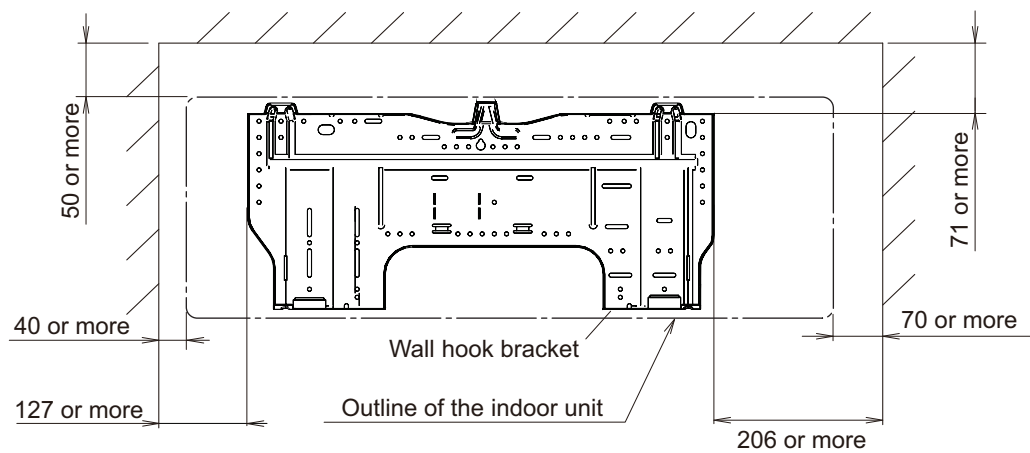 50 or more
71 or more
40 or more
70 or more
Wall hook bracket
127 or more
Outline of the indoor unit
206 or more